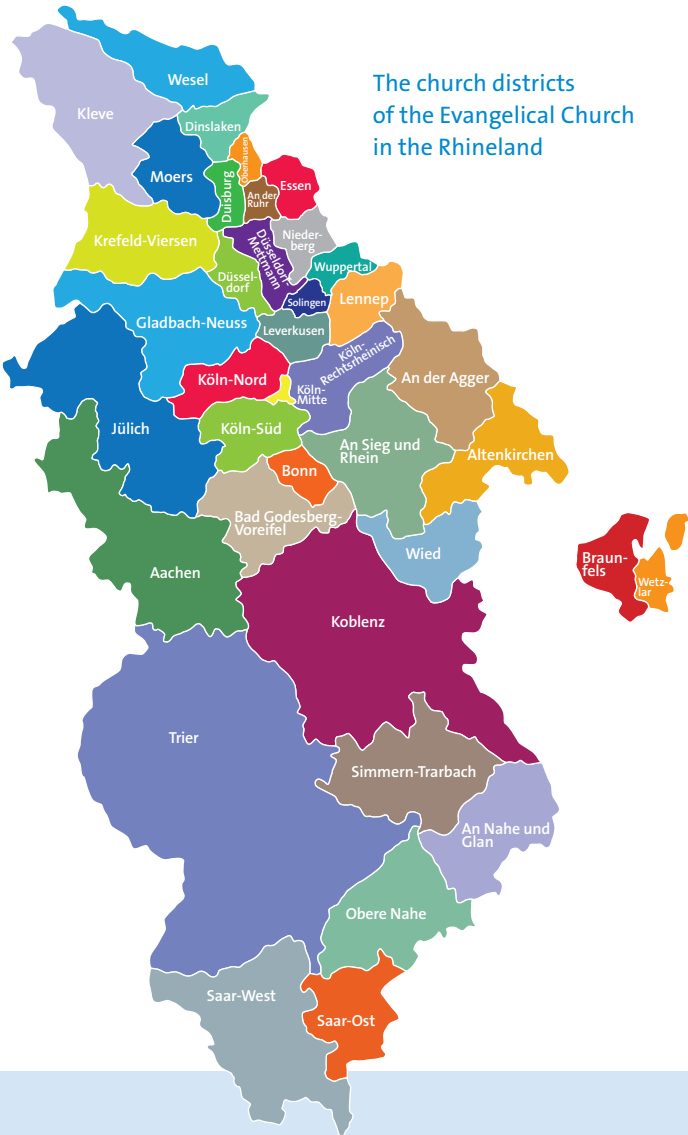 The church districts
of the Evangelical Church
in the Rhineland
Wesel
Kleve
Dinslaken
Oberhausen
Moers
Duisburg
An der
Ruhr
Essen
Krefeld-Viersen
Düsseldorf-
Mettmann
Nieder-
berg
Wuppertal
Düssel-
dorf
Solingen
Lennep
Gladbach-Neuss
Leverkusen
Köln-
Rechtsrheinisch
Köln-Nord
Köln-
Mitte
An der Agger
Jülich
Köln-Süd
An Sieg und
Rhein
Altenkirchen
Bonn
Bad Godesberg-
Voreifel
Wied
Braun-
fels
Wetz-
lar
Aachen
Koblenz
Trier
Simmern-Trarbach
An Nahe und
Glan
Obere Nahe
Saar-West
Saar-Ost